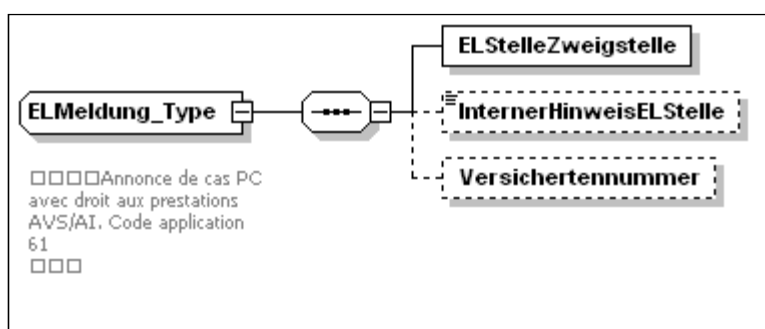 ELStelleZweigstelle
ELMeldung_Type
InternerHinweisELStelle
Versichertennummer
□□□□Annonce de cas PC
avec droit aux prestations
AVS/AI. Code application
61
□□□